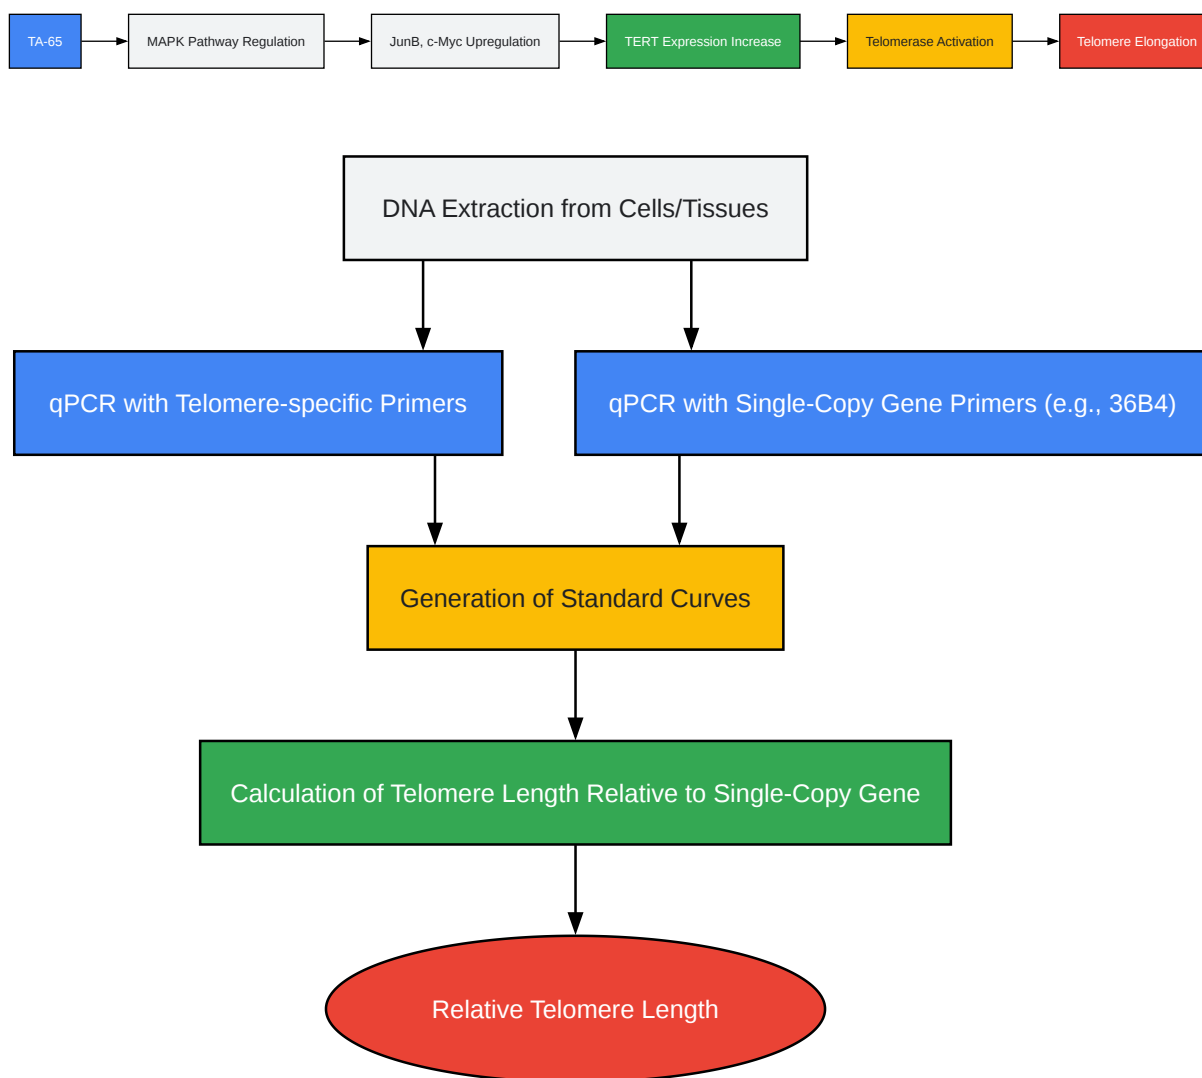 TA-65
MAPK Pathway Regulation
JunB, c-Myc Upregulation
TERT Expression Increase
Telomerase Activation
Telomere Elongation
DNA Extraction from Cells/Tissues
qPCR with Telomere-specific Primers
qPCR with Single-Copy Gene Primers (e.g., 36B4)
Generation of Standard Curves
Calculation of Telomere Length Relative to Single-Copy Gene
Relative Telomere Length